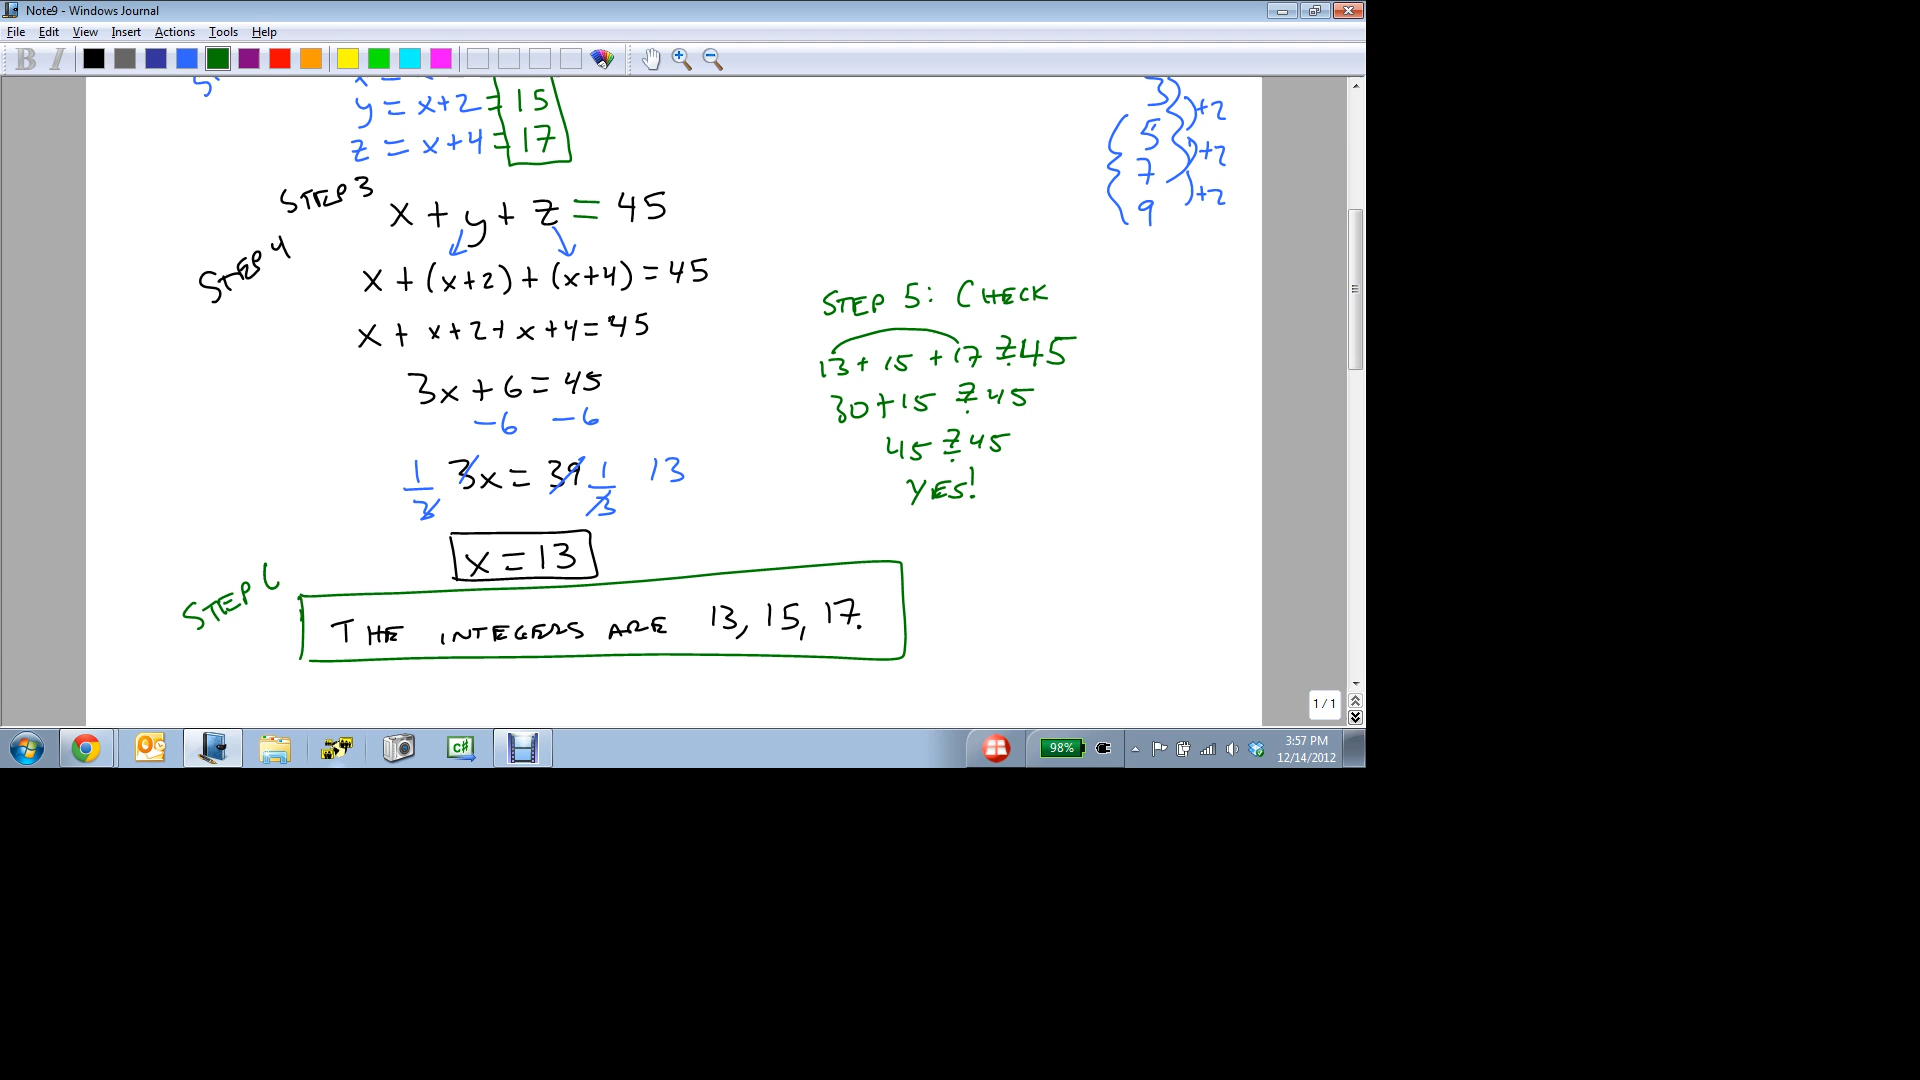 Note9 - Windows Journal
File Edit View Insert Actions Tools Help
B I
y = x+2 = 15
z = x+4 = 17
3
5
7
9
+2
+2
+2
STEP 3
x + y + z = 45
STEP 4
x + (x+2) + (x+4) = 45
x + x+2+ x+4 = 45
3x + 6 = 45
-6 -6
1/3 3x = 39 1/3 13
x = 13
STEP 5: CHECK
13 + 15 + 17 ≟ 45
30 + 15 ≟ 45
45 ≟ 45
YES!
STEP 6
THE INTEGERS ARE 13, 15, 17.
1 / 1
C#
98%
3:57 PM
12/14/2012